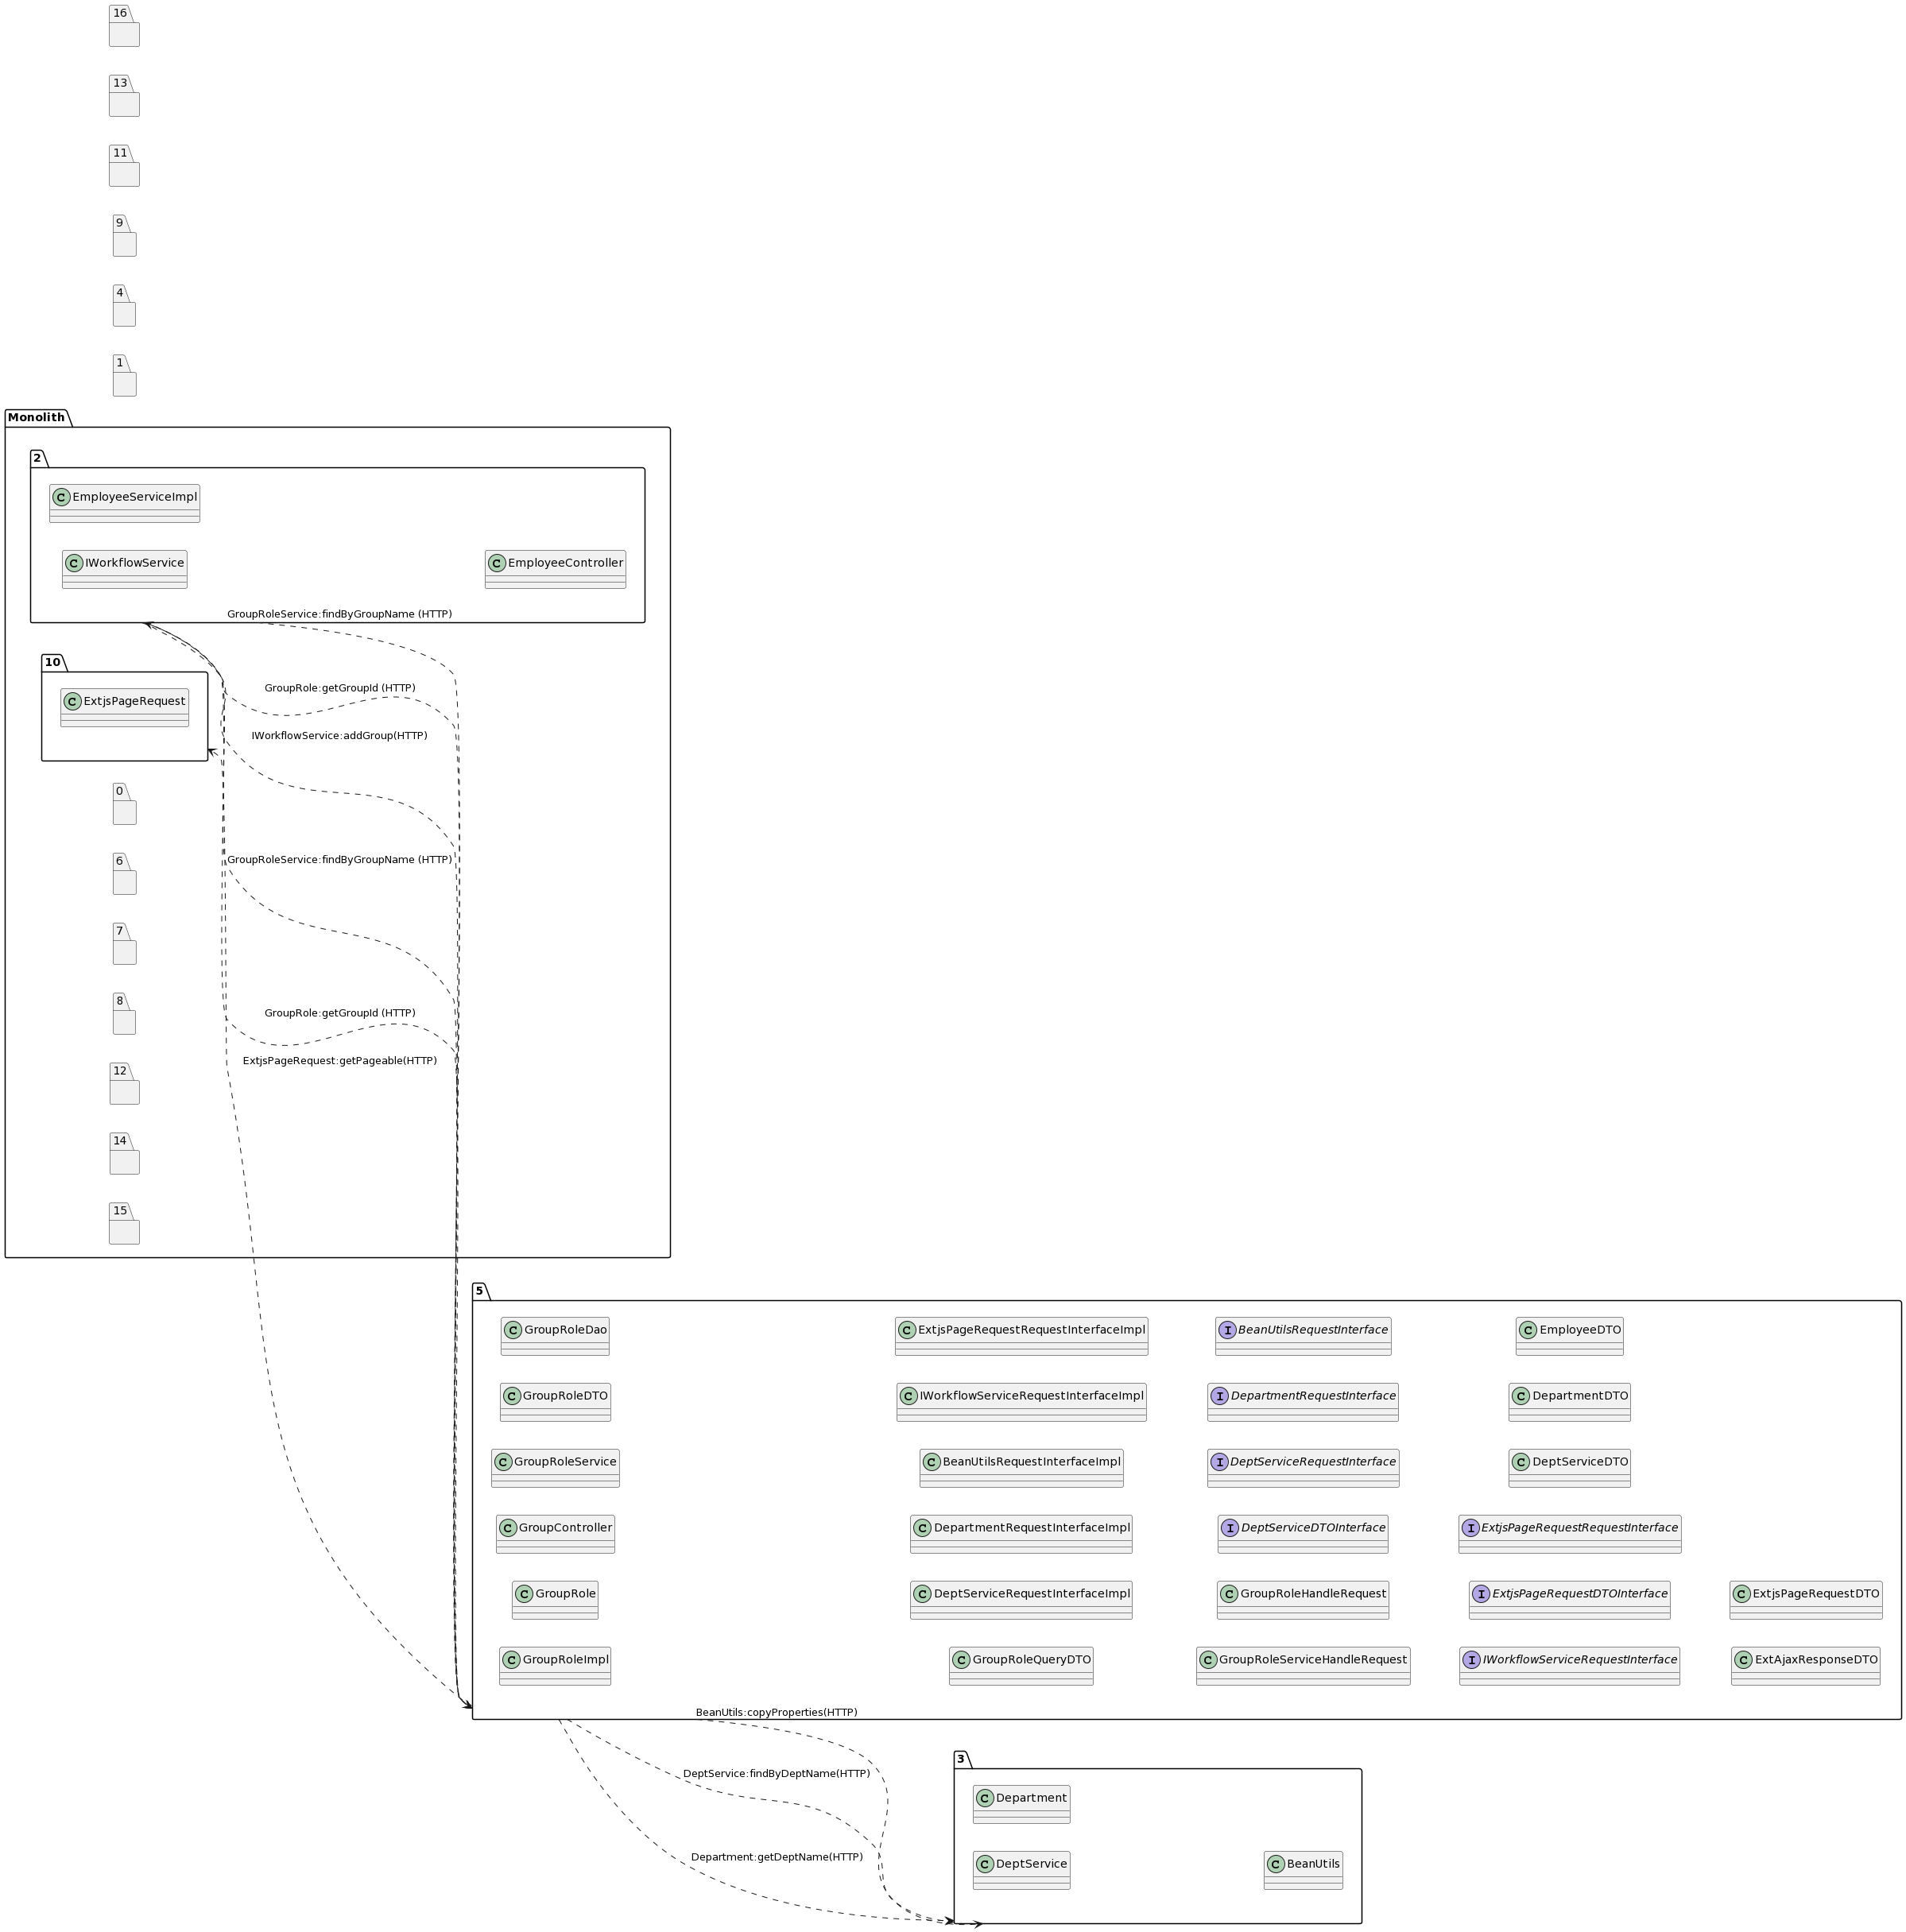 16
13
11
9
4
1
Monolith
2
C EmployeeServiceImpl
C IWorkflowService
C EmployeeController
GroupRoleService:findByGroupName (HTTP)
10
C ExtjsPageRequest
GroupRole:getGroupId (HTTP)
IWorkflowService:addGroup(HTTP)
0
6
GroupRoleService:findByGroupName (HTTP)
7
8
GroupRole:getGroupId (HTTP)
12
ExtjsPageRequest:getPageable(HTTP)
14
15
5
C GroupRoleDao
C ExtjsPageRequestRequestInterfaceImpl
I BeanUtilsRequestInterface
C EmployeeDTO
C GroupRoleDTO
C IWorkflowServiceRequestInterfaceImpl
I DepartmentRequestInterface
C DepartmentDTO
C GroupRoleService
C BeanUtilsRequestInterfaceImpl
I DeptServiceRequestInterface
C DeptServiceDTO
C GroupController
C DepartmentRequestInterfaceImpl
I DeptServiceDTOInterface
I ExtjsPageRequestRequestInterface
C GroupRole
C DeptServiceRequestInterfaceImpl
C GroupRoleHandleRequest
I ExtjsPageRequestDTOInterface
C ExtjsPageRequestDTO
C GroupRoleImpl
C GroupRoleQueryDTO
C GroupRoleServiceHandleRequest
I IWorkflowServiceRequestInterface
C ExtAjaxResponseDTO
BeanUtils:copyProperties(HTTP)
3
DeptService:findByDeptName(HTTP)
C Department
Department:getDeptName(HTTP)
C DeptService
C BeanUtils